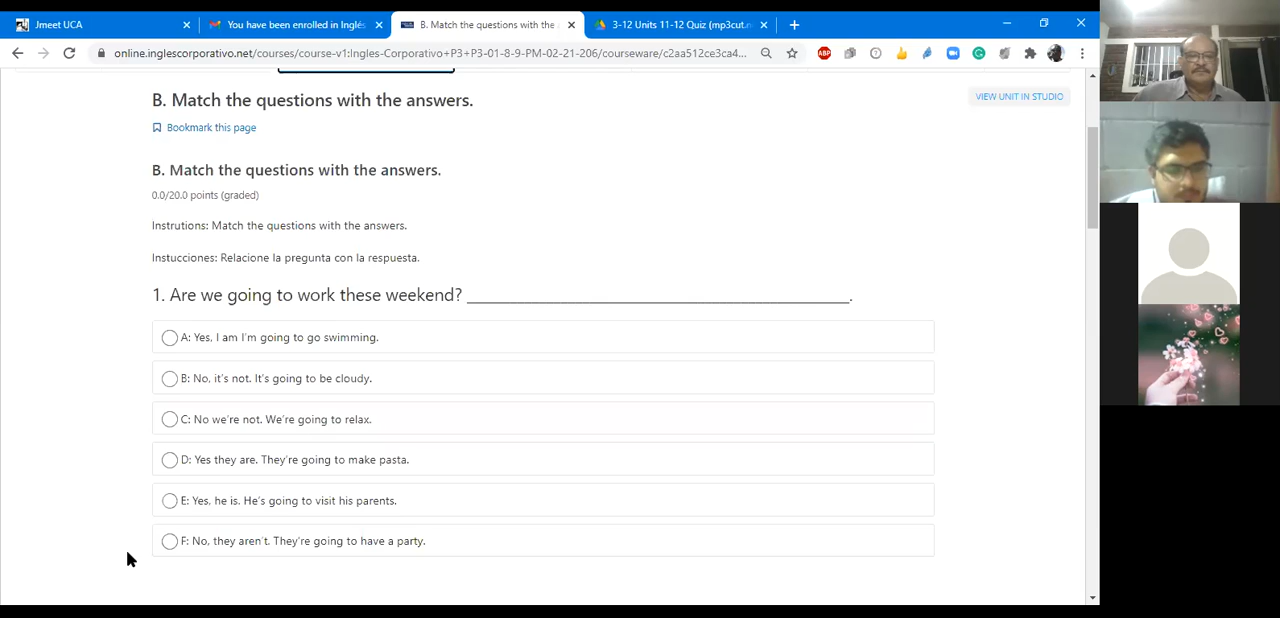 Jmeet UCA
You have been enrolled in Inglés
B. Match the questions with the
3-12 Units 11-12 Quiz (mp3cut.n
online.inglescorporativo.net/courses/course-v1:Ingles-Corporativo+P3+P3-01-8-9-PM-02-21-206/courseware/c2aa512ce3ca4...
ABP
B. Match the questions with the answers.
VIEW UNIT IN STUDIO
Bookmark this page
B. Match the questions with the answers.
0.0/20.0 points (graded)
Instrutions: Match the questions with the answers.
Instucciones: Relacione la pregunta con la respuesta.
1. Are we going to work these weekend? ________________________________________.
A: Yes, I am I'm going to go swimming.
B: No, it's not. It's going to be cloudy.
C: No we're not. We're going to relax.
D: Yes they are. They're going to make pasta.
E: Yes, he is. He's going to visit his parents.
F: No, they aren't. They're going to have a party.